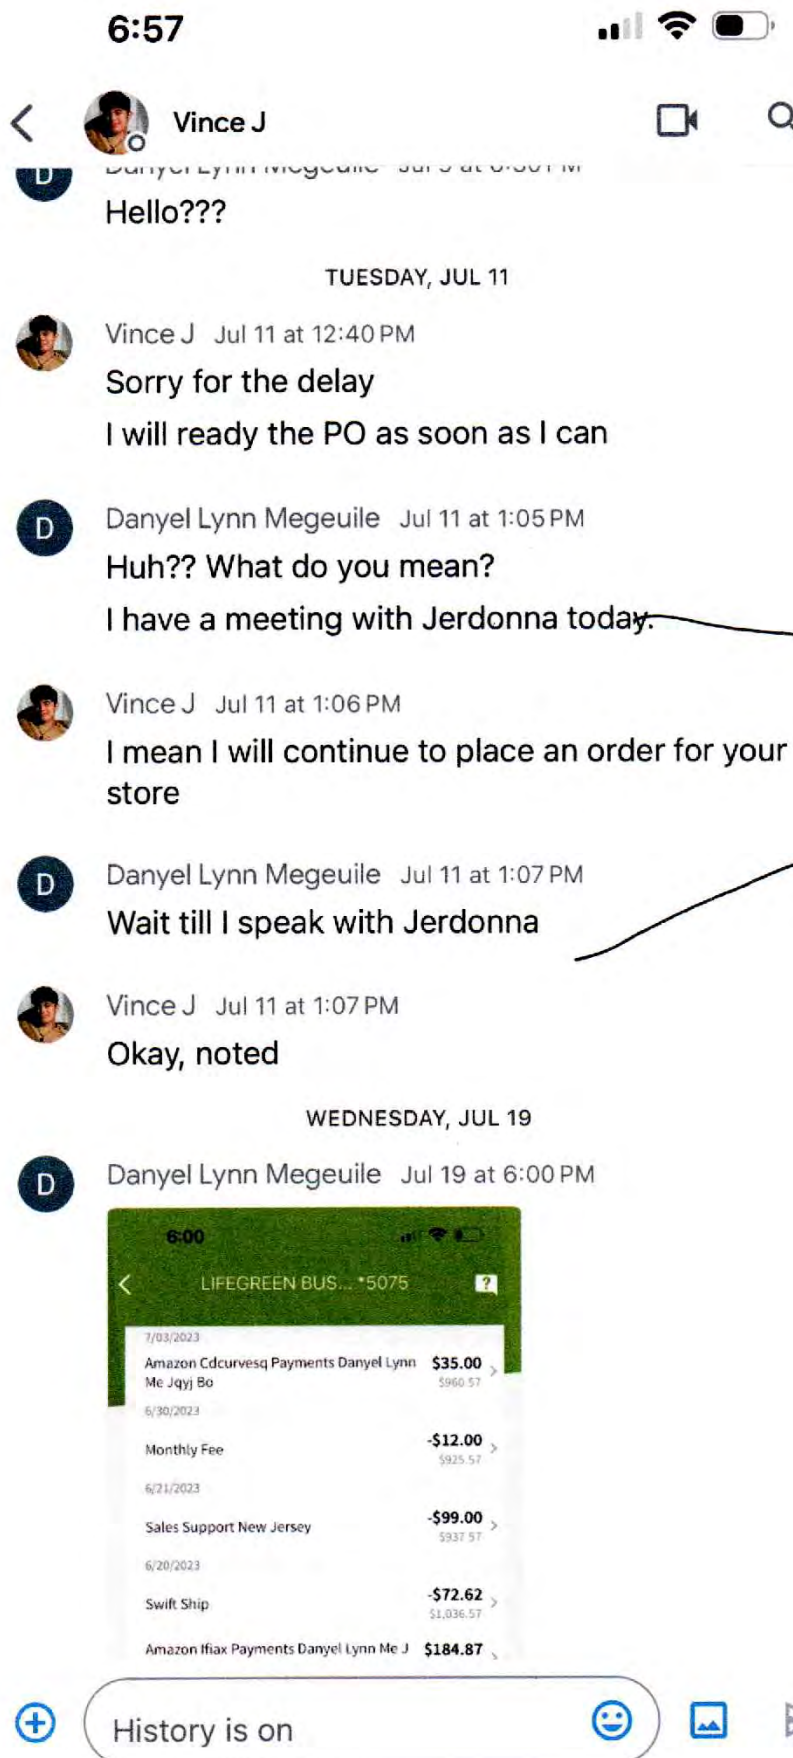 6:57
Vince J
Danyel Lynn Megeuile
Hello???
TUESDAY, JUL 11
Vince J Jul 11 at 12:40 PM
Sorry for the delay
I will ready the PO as soon as I can
D
Danyel Lynn Megeuile Jul 11 at 1:05 PM
Huh?? What do you mean?
I have a meeting with Jerdonna today.
Vince J Jul 11 at 1:06 PM
I mean I will continue to place an order for your
store
D
Danyel Lynn Megeuile Jul 11 at 1:07 PM
Wait till I speak with Jerdonna
Vince J Jul 11 at 1:07 PM
Okay, noted
WEDNESDAY, JUL 19
D
Danyel Lynn Megeuile Jul 19 at 6:00 PM
6:00
LIFEGREEN BUS... *5075
7/03/2023
Amazon Cdcurvesq Payments Danyel Lynn $35.00
Me Jqyj Bo $960.57
6/30/2023
Monthly Fee -$12.00
$925.57
6/21/2023
Sales Support New Jersey -$99.00
$937.57
6/20/2023
Swift Ship -$72.62
$1,036.57
Amazon Ifiax Payments Danyel Lynn Me J $184.87
History is on